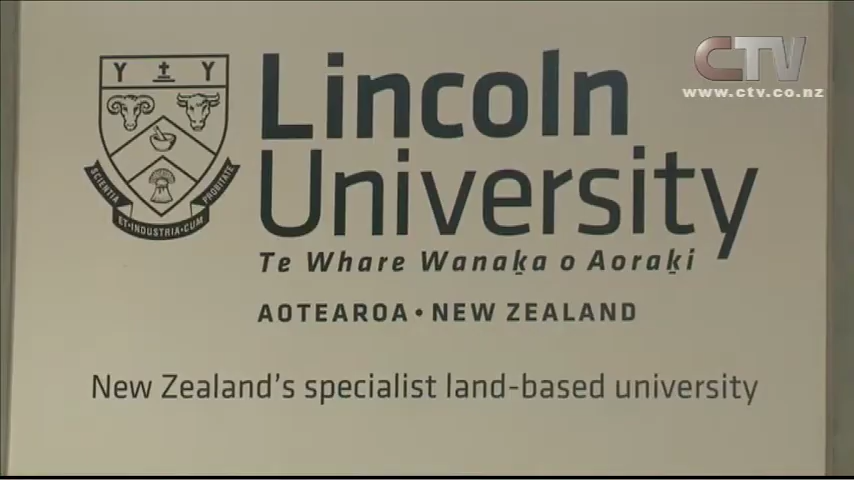 CTV
www.ctv.co.nz
Y Y
SCIENTIA ET·INDUSTRIA·CUM PROBITATE
Lincoln
University
Te Whare Wanaḵa o Aoraḵi
AOTEAROA • NEW ZEALAND
New Zealand's specialist land-based university